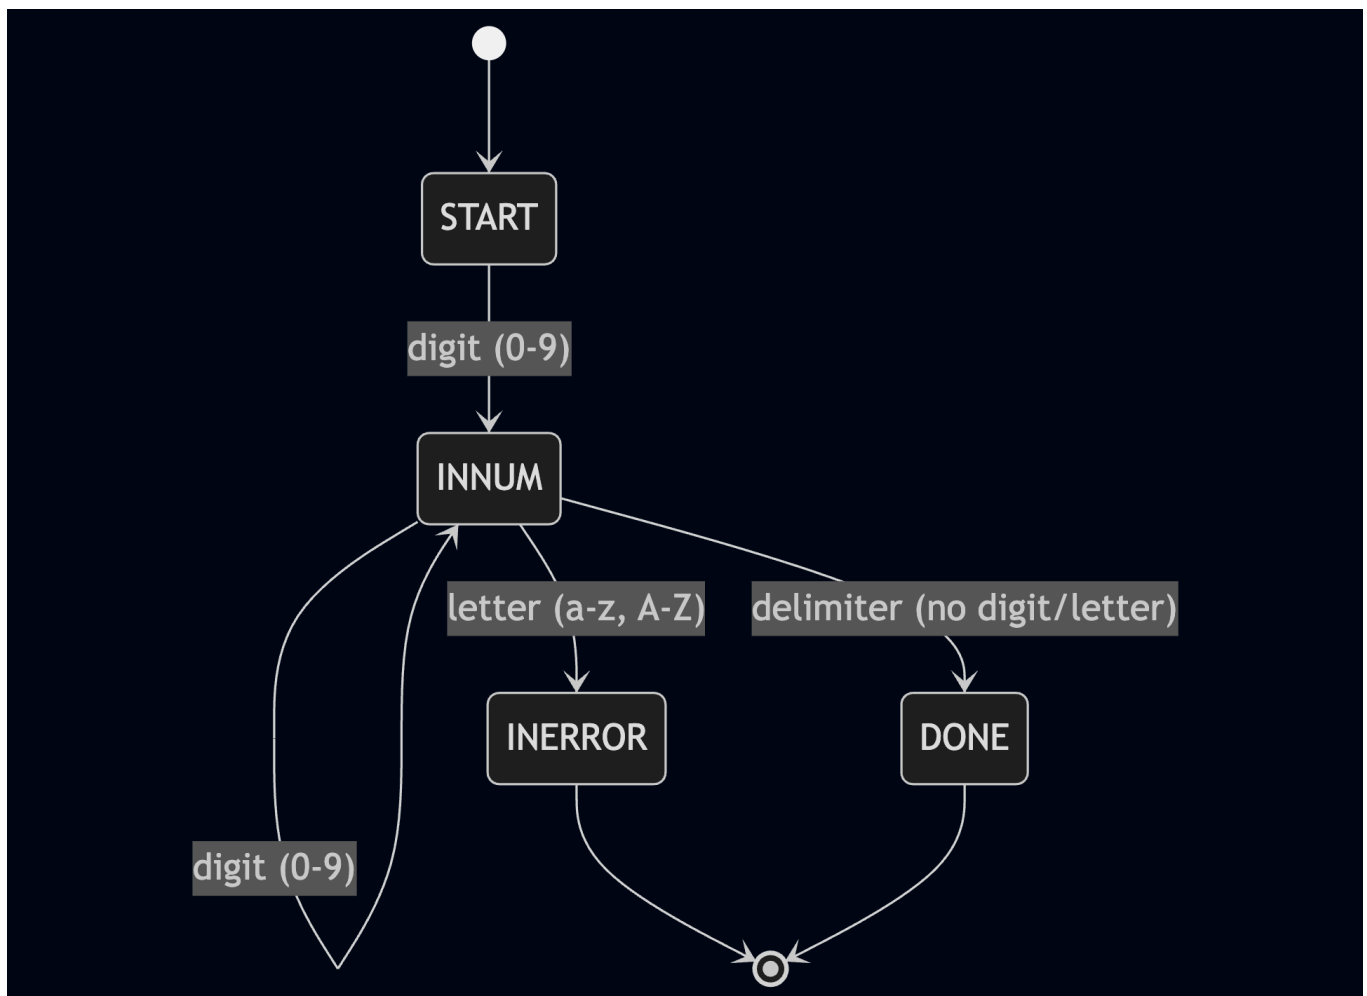 START
digit (0-9)
INNUM
letter (a-z, A-Z)
delimiter (no digit/letter)
INERROR
DONE
digit (0-9)